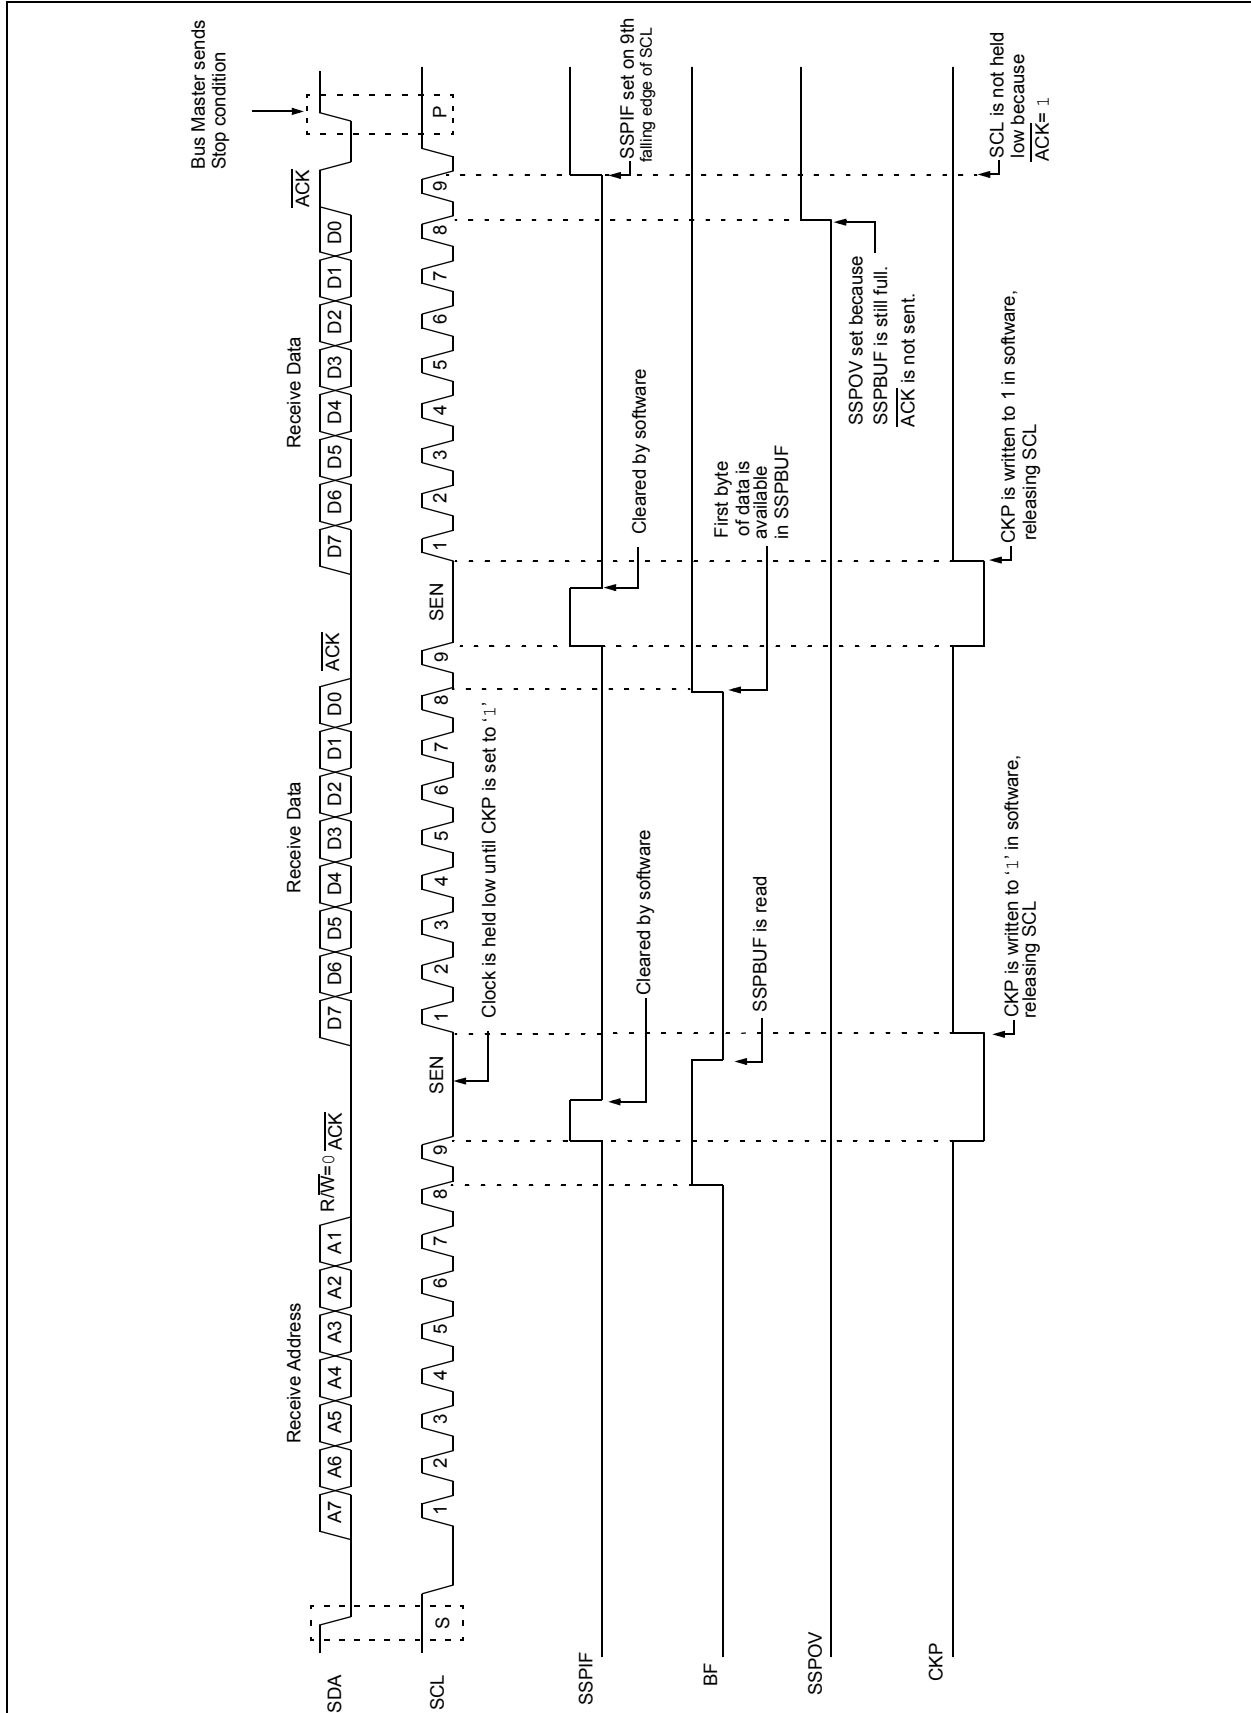 Bus Master sends
Stop condition
Receive Address
Receive Data
Receive Data
SDA
A7 A6 A5 A4 A3 A2 A1 R/W̅=0 A̅C̅K̅ D7 D6 D5 D4 D3 D2 D1 D0 A̅C̅K̅ D7 D6 D5 D4 D3 D2 D1 D0 A̅C̅K̅
SCL
S 1 2 3 4 5 6 7 8 9 SEN 1 2 3 4 5 6 7 8 9 SEN 1 2 3 4 5 6 7 8 9 P
Clock is held low until CKP is set to ‘1’
SSPIF
Cleared by software
Cleared by software
SSPIF set on 9th
falling edge of SCL
BF
SSPBUF is read
First byte
of data is
available
in SSPBUF
SSPOV
SSPOV set because
SSPBUF is still full.
A̅C̅K̅ is not sent.
CKP
CKP is written to ‘1’ in software,
releasing SCL
CKP is written to 1 in software,
releasing SCL
SCL is not held
low because
A̅C̅K̅= 1